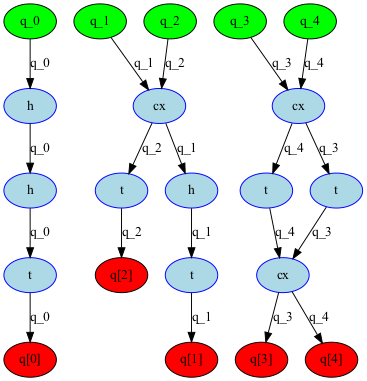 q_0 q_1 q_2 q_3 q_4
q_0 q_1 q_2 q_3 q_4
h cx cx
q_0 q_2 q_1 q_4 q_3
h t h t t
q_0 q_2 q_1 q_4 q_3
t q[2] t cx
q_0 q_1 q_3 q_4
q[0] q[1] q[3] q[4]